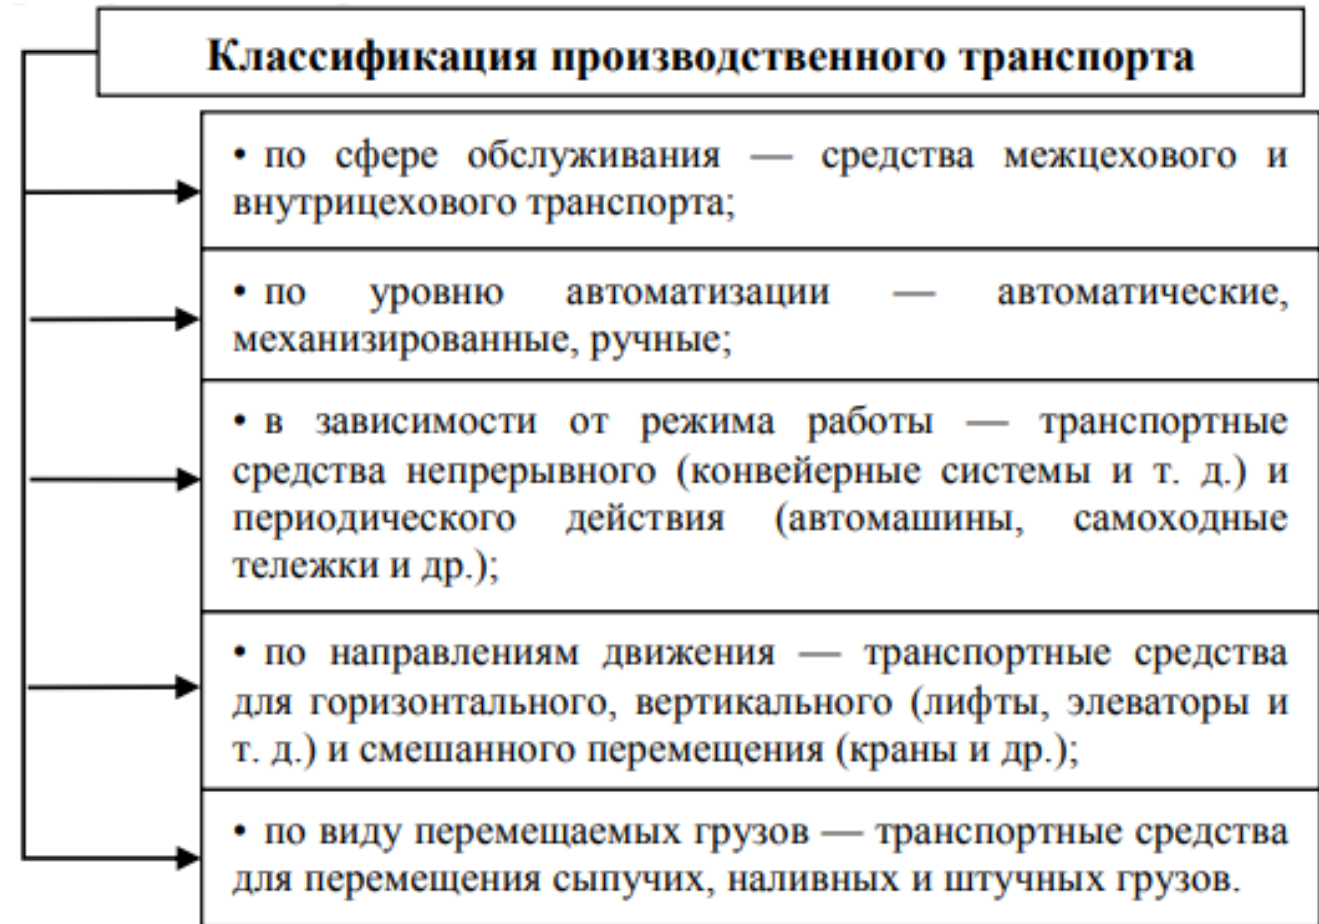 Классификация производственного транспорта
• по сфере обслуживания — средства межцехового и
внутрицехового транспорта;
• по уровню автоматизации — автоматические,
механизированные, ручные;
• в зависимости от режима работы — транспортные
средства непрерывного (конвейерные системы и т. д.) и
периодического действия (автомашины, самоходные
тележки и др.);
• по направлениям движения — транспортные средства
для горизонтального, вертикального (лифты, элеваторы и
т. д.) и смешанного перемещения (краны и др.);
• по виду перемещаемых грузов — транспортные средства
для перемещения сыпучих, наливных и штучных грузов.